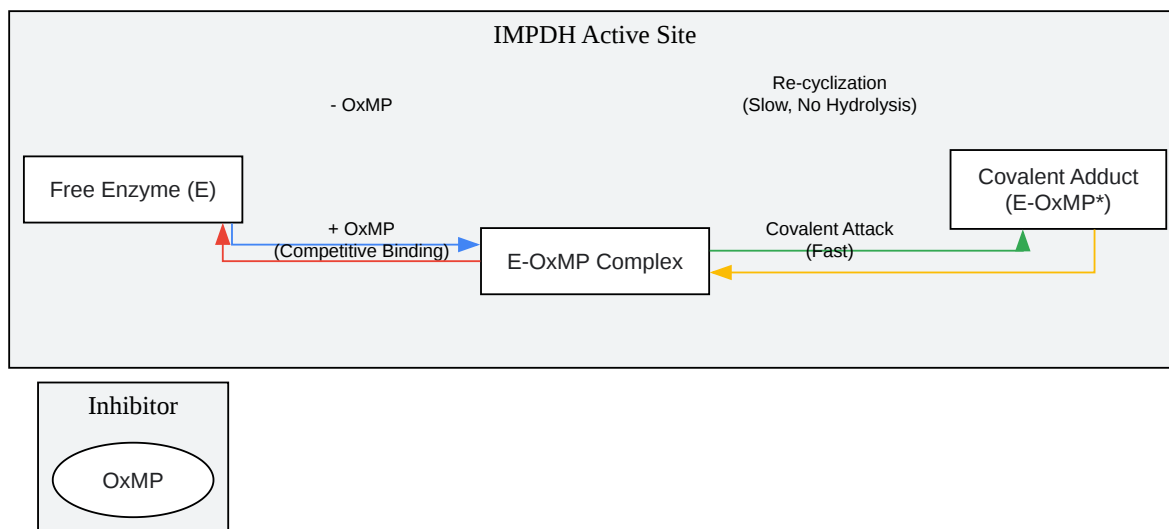 IMPDH Active Site
- OxMP
Re-cyclization
(Slow, No Hydrolysis)
Free Enzyme (E)
+ OxMP
(Competitive Binding)
E-OxMP Complex
Covalent Attack
(Fast)
Covalent Adduct
(E-OxMP*)
Inhibitor
OxMP